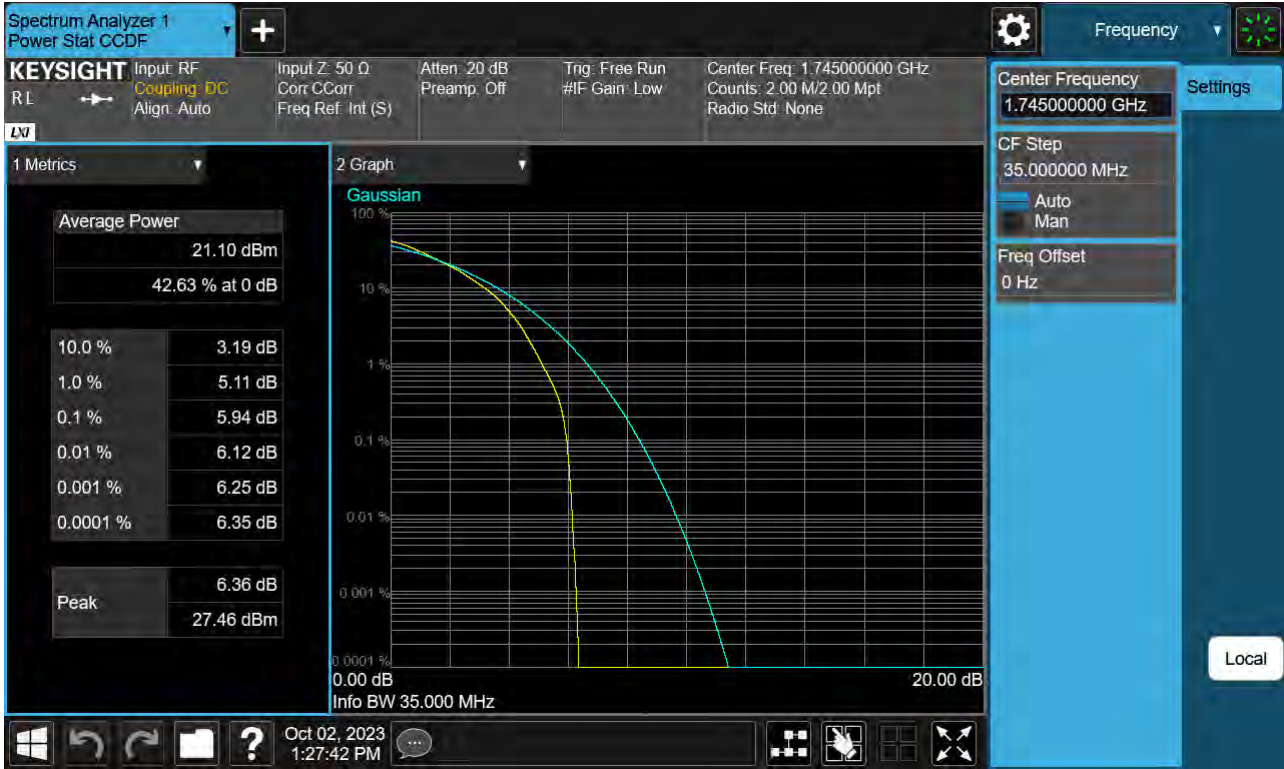 Spectrum Analyzer 1
Power Stat CCDF
Frequency
KEYSIGHT
R L
LXI
Input: RF
Coupling: DC
Align: Auto
Input Z: 50 Ω
Corr CCorr
Freq Ref: Int (S)
Atten: 20 dB
Preamp: Off
Trig: Free Run
#IF Gain: Low
Center Freq: 1.745000000 GHz
Counts: 2.00 M/2.00 Mpt
Radio Std: None
Center Frequency
1.745000000 GHz
CF Step
35.000000 MHz
Auto
Man
Freq Offset
0 Hz
Settings
Local
1 Metrics
Average Power
21.10 dBm
42.63 % at 0 dB
10.0 % 3.19 dB
1.0 % 5.11 dB
0.1 % 5.94 dB
0.01 % 6.12 dB
0.001 % 6.25 dB
0.0001 % 6.35 dB
Peak 6.36 dB
27.46 dBm
2 Graph
Gaussian
100 %
10 %
1 %
0.1 %
0.01 %
0.001 %
0.0001 %
0.00 dB 20.00 dB
Info BW 35.000 MHz
?
Oct 02, 2023
1:27:42 PM